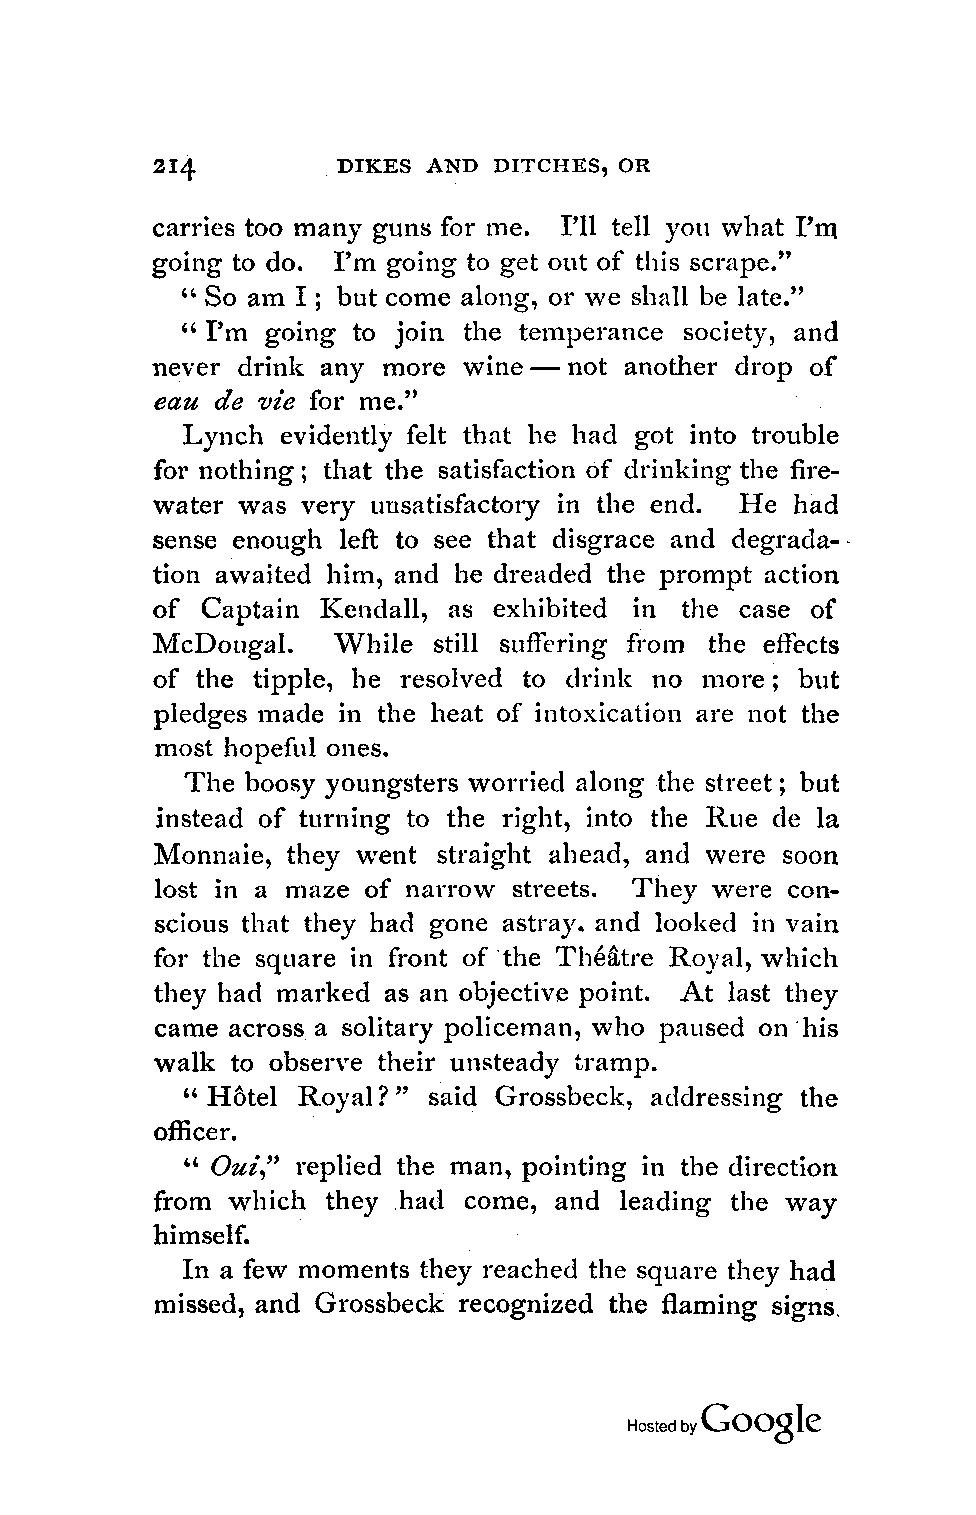 214 DIKES AND DITCHES, OR
carries too many guns for me. I'll tell you what I'm
going to do. I'm going to get out of this scrape."
"So am I; but come along, or we shall be late."
"I'm going to join the temperance society, and
never drink any more wine — not another drop of
eau de vie for me."
Lynch evidently felt that he had got into trouble
for nothing; that the satisfaction of drinking the fire-
water was very unsatisfactory in the end. He had
sense enough left to see that disgrace and degrada-
tion awaited him, and he dreaded the prompt action
of Captain Kendall, as exhibited in the case of
McDougal. While still suffering from the effects
of the tipple, he resolved to drink no more; but
pledges made in the heat of intoxication are not the
most hopeful ones.
The boosy youngsters worried along the street; but
instead of turning to the right, into the Rue de la
Monnaie, they went straight ahead, and were soon
lost in a maze of narrow streets. They were con-
scious that they had gone astray, and looked in vain
for the square in front of the Théâtre Royal, which
they had marked as an objective point. At last they
came across a solitary policeman, who paused on his
walk to observe their unsteady tramp.
"Hôtel Royal?" said Grossbeck, addressing the
officer.
"Oui," replied the man, pointing in the direction
from which they had come, and leading the way
himself.
In a few moments they reached the square they had
missed, and Grossbeck recognized the flaming signs
Hosted by Google